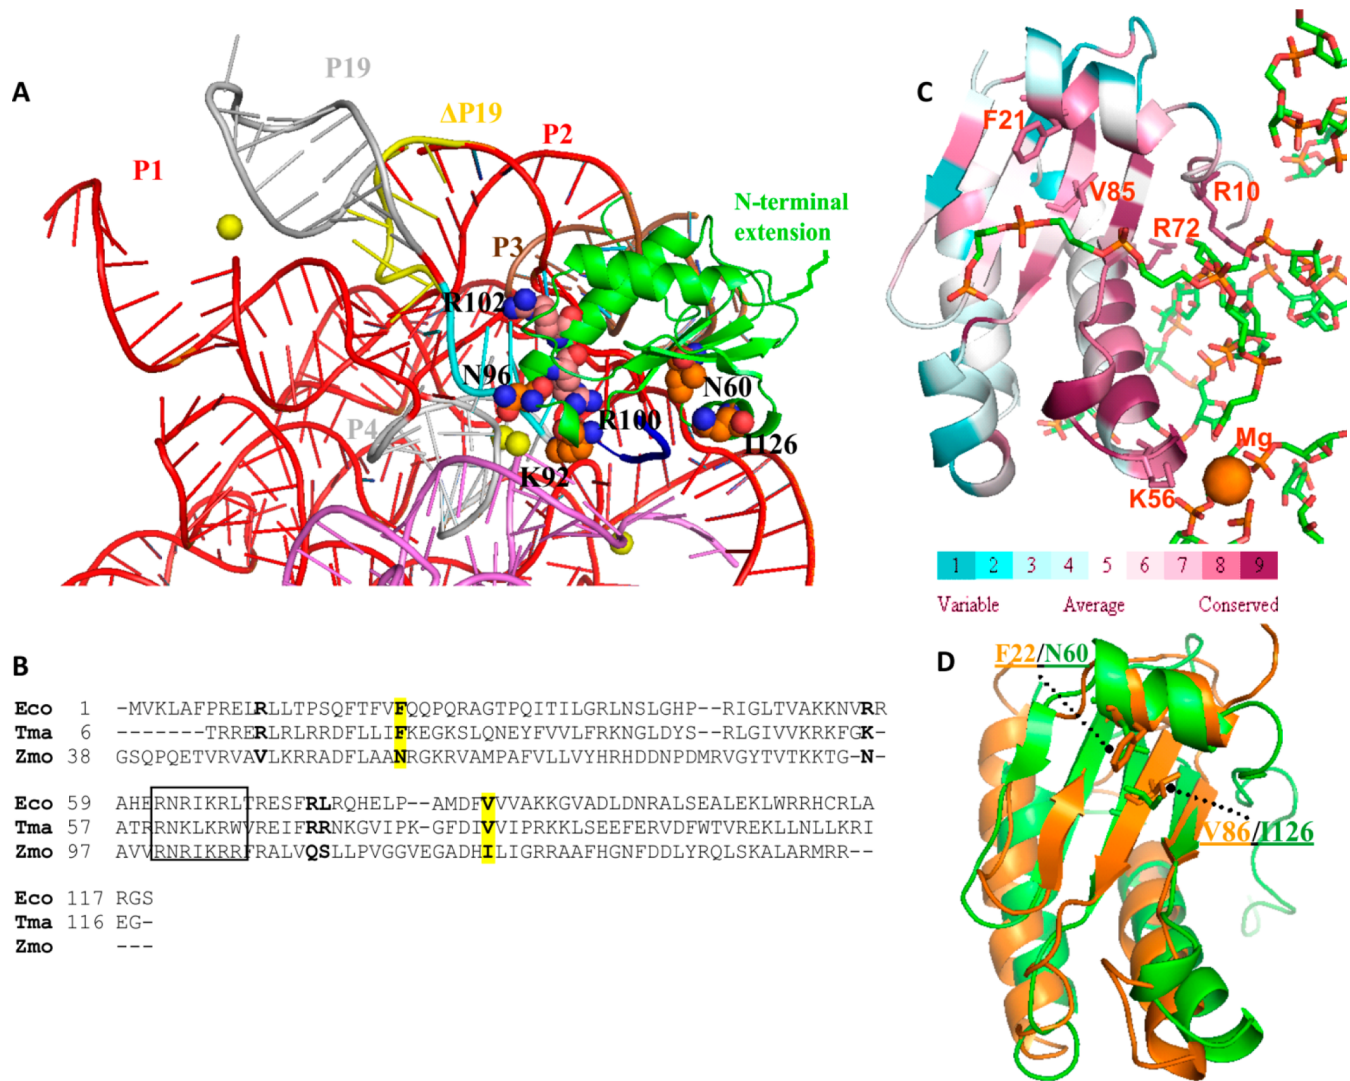 A
P19
ΔP19
P2
P1
N-terminal
extension
P3
R102
N96
N60
P4
R100
I126
K92
C
F21
V85
R10
R72
Mg
K56
1 2 3 4 5 6 7 8 9
Variable Average Conserved
B
Eco 1 -MVKLAFPRELRLLTPSQFTFVFQQPQRAGTPQITILGRLNSLGHP--RIGLTVAKKNVRR
Tma 6 -------TRRERLRLRRDFLLIFKEGKSLQNEYFVVLFRKNGLDYS--RLGIVVKRKFGK-
Zmo 38 GSQPQETVRVAVLKRRADFLAANRGKRVAMPAFVLLVYHRHDDNPDMRVGYTVTKKTG-N-
Eco 59 AHERNRIKRLTRESFRLRQHELP--AMDFVVVAKKGVADLDNRALSEALEKLWRRHCRLA
Tma 57 ATRRNKLKRWVREIFRRNKGVIPK-GFDIVVIPRKKLSEEFERVDFWTVREKLLNLLKRI
Zmo 97 AVVRNRIKRRFRALVQSLLPVGGVEGADHILIGRRAAFHGNFDDLYRQLSKALARMRR--
Eco 117 RGS
Tma 116 EG-
Zmo ---
D
F22/N60
V86/I126